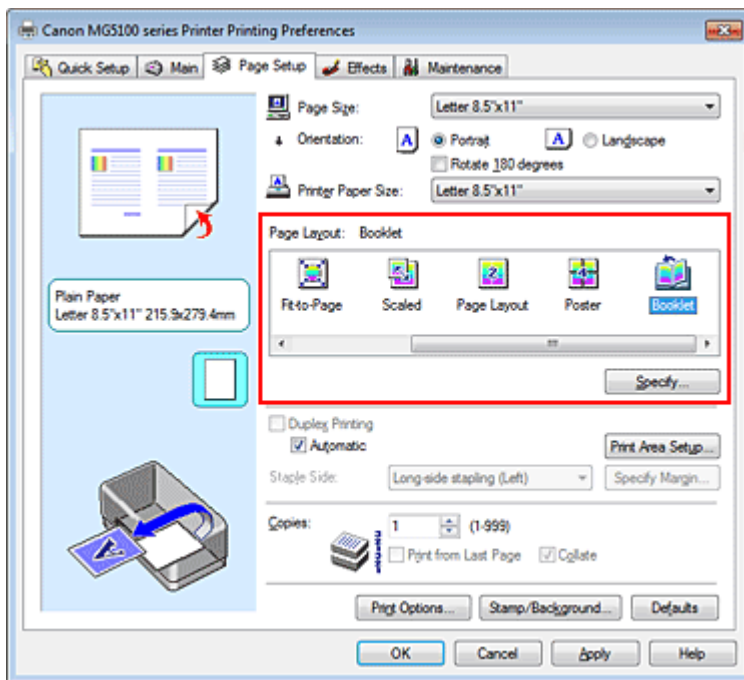 Canon MG5100 series Printer Printing Preferences
Quick Setup Main Page Setup Effects Maintenance
Page Size: Letter 8.5"x11"
Orientation: A Portrait A Landscape
Rotate 180 degrees
Printer Paper Size: Letter 8.5"x11"
Page Layout: Booklet
Fit-to-Page Scaled Page Layout Poster Booklet
Plain Paper
Letter 8.5"x11" 215.9x279.4mm
Specify...
Duplex Printing
Automatic Print Area Setup...
Staple Side: Long-side stapling (Left) Specify Margin...
Copies: 1 (1-999)
Print from Last Page Collate
Print Options... Stamp/Background... Defaults
OK Cancel Apply Help